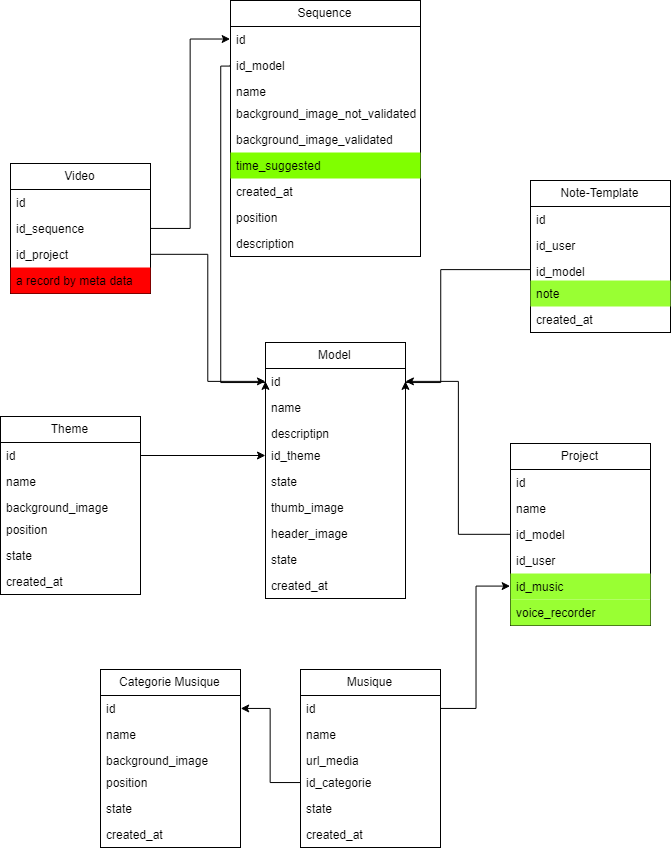 Sequence
id
id_model
name
background_image_not_validated
background_image_validated
time_suggested
created_at
position
description
Video
id
id_sequence
id_project
a record by meta data
Note-Template
id
id_user
id_model
note
created_at
Model
id
name
descriptipn
id_theme
state
thumb_image
header_image
state
created_at
Theme
id
name
background_image
position
state
created_at
Project
id
name
id_model
id_user
id_music
voice_recorder
Categorie Musique
id
name
background_image
position
state
created_at
Musique
id
name
url_media
id_categorie
state
created_at